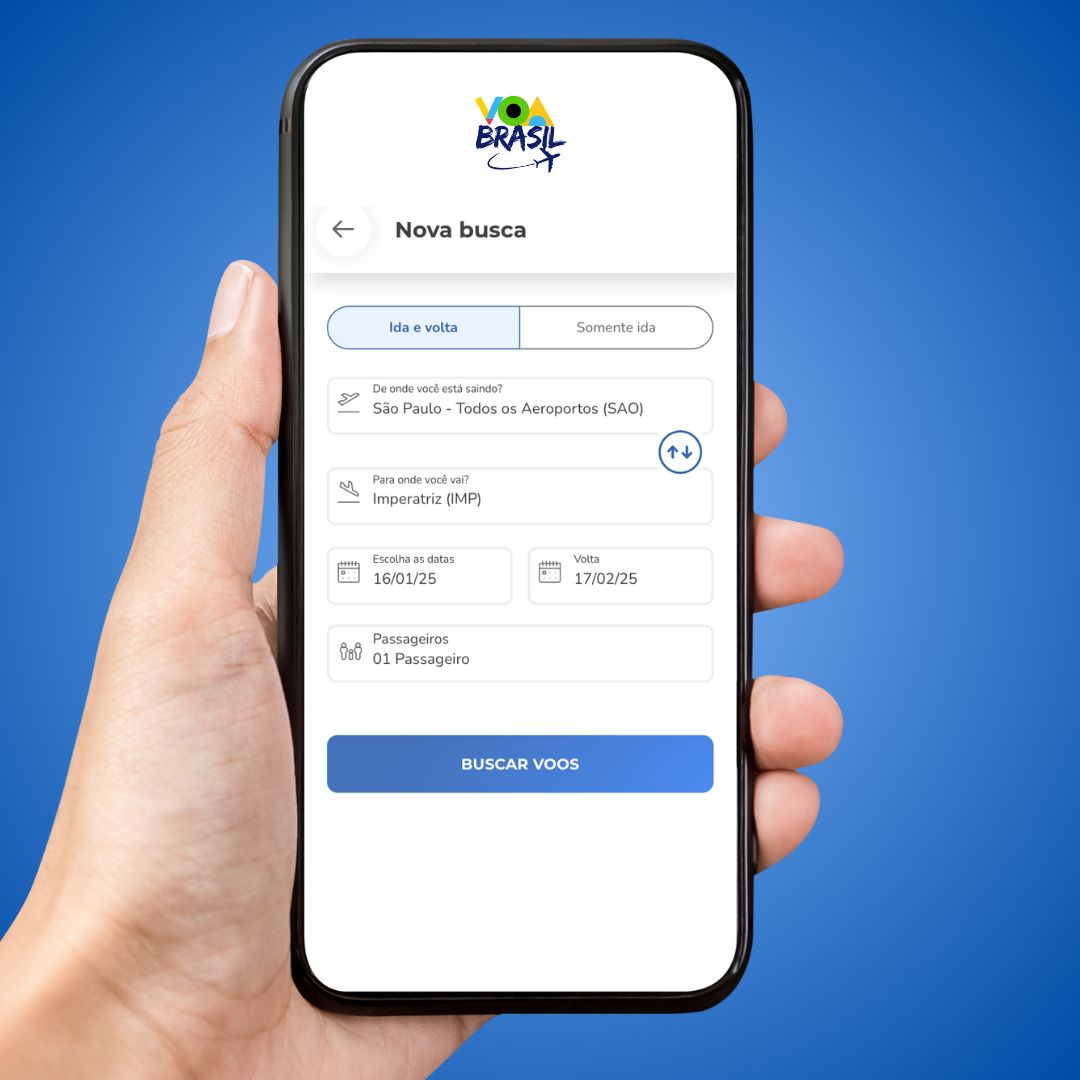 VOA
BRASIL
Nova busca
Ida e volta
Somente ida
De onde você está saindo?
São Paulo - Todos os Aeroportos (SAO)
Para onde você vai?
Imperatriz (IMP)
Escolha as datas
16/01/25
Volta
17/02/25
Passageiros
01 Passageiro
BUSCAR VOOS